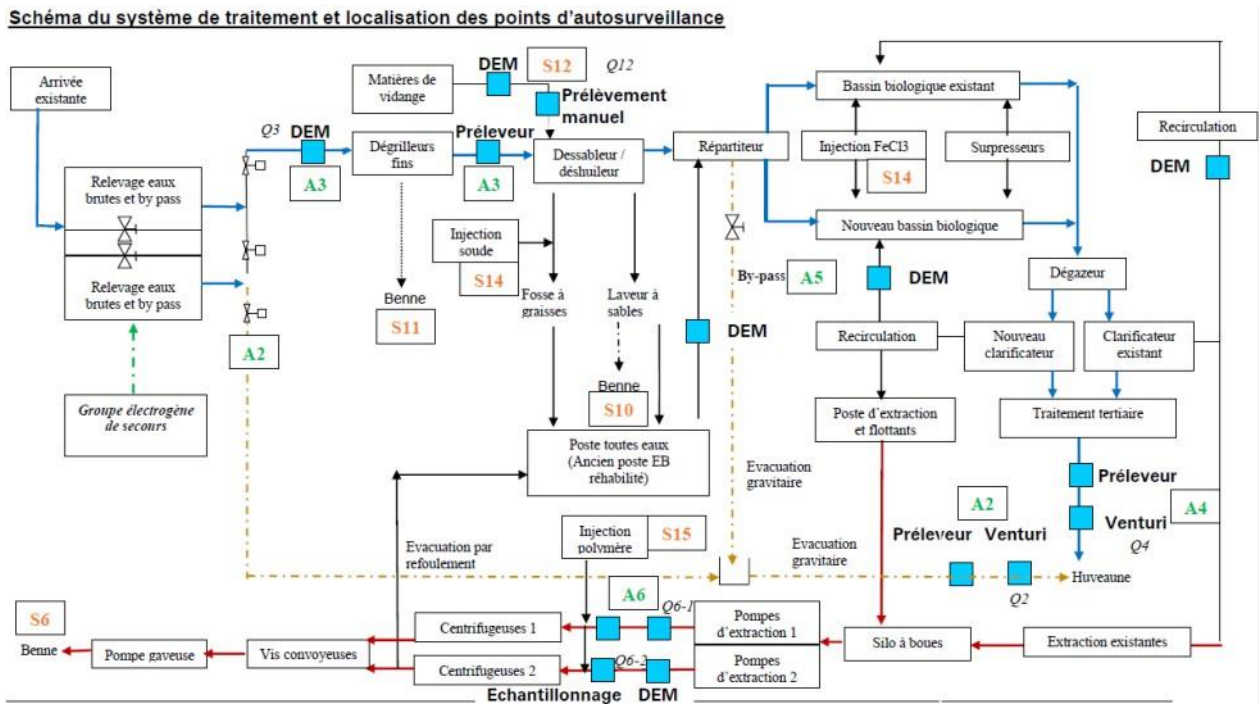 Schéma du système de traitement et localisation des points d'autosurveillance
Arrivée
existante
Matières de
vidange
DEM
S12
Q12
Prélèvement
manuel
Bassin biologique existant
Recirculation
DEM
Q3
DEM
A3
Dégrilleurs
fins
Préleveur
A3
Dessableur /
déshuileur
Répartiteur
Injection FeCl3
S14
Surpresseurs
Relevage eaux
brutes et by pass
Relevage eaux
brutes et by pass
Nouveau bassin biologique
Injection
soude
S14
By-pass
A5
DEM
Dégazeur
Benne
S11
Fosse à
graisses
Laveur à
sables
DEM
Recirculation
Nouveau
clarificateur
Clarificateur
existant
A2
Benne
S10
Groupe électrogène
de secours
Poste d'extraction
et flottants
Traitement tertiaire
Poste toutes eaux
(Ancien poste EB
réhabilité)
Evacuation
gravitaire
Préleveur
A2
A4
Préleveur
Venturi
Venturi
Q4
Injection
polymère
S15
Evacuation par
refoulement
Evacuation
gravitaire
Q2
Huveaune
A6
Q6-1
S6
Benne
Pompe gaveuse
Vis convoyeuses
Centrifugeuses 1
Pompes
d'extraction 1
Silo à boues
Extraction existantes
Centrifugeuses 2
Q6-2
Pompes
d'extraction 2
Echantillonnage
DEM